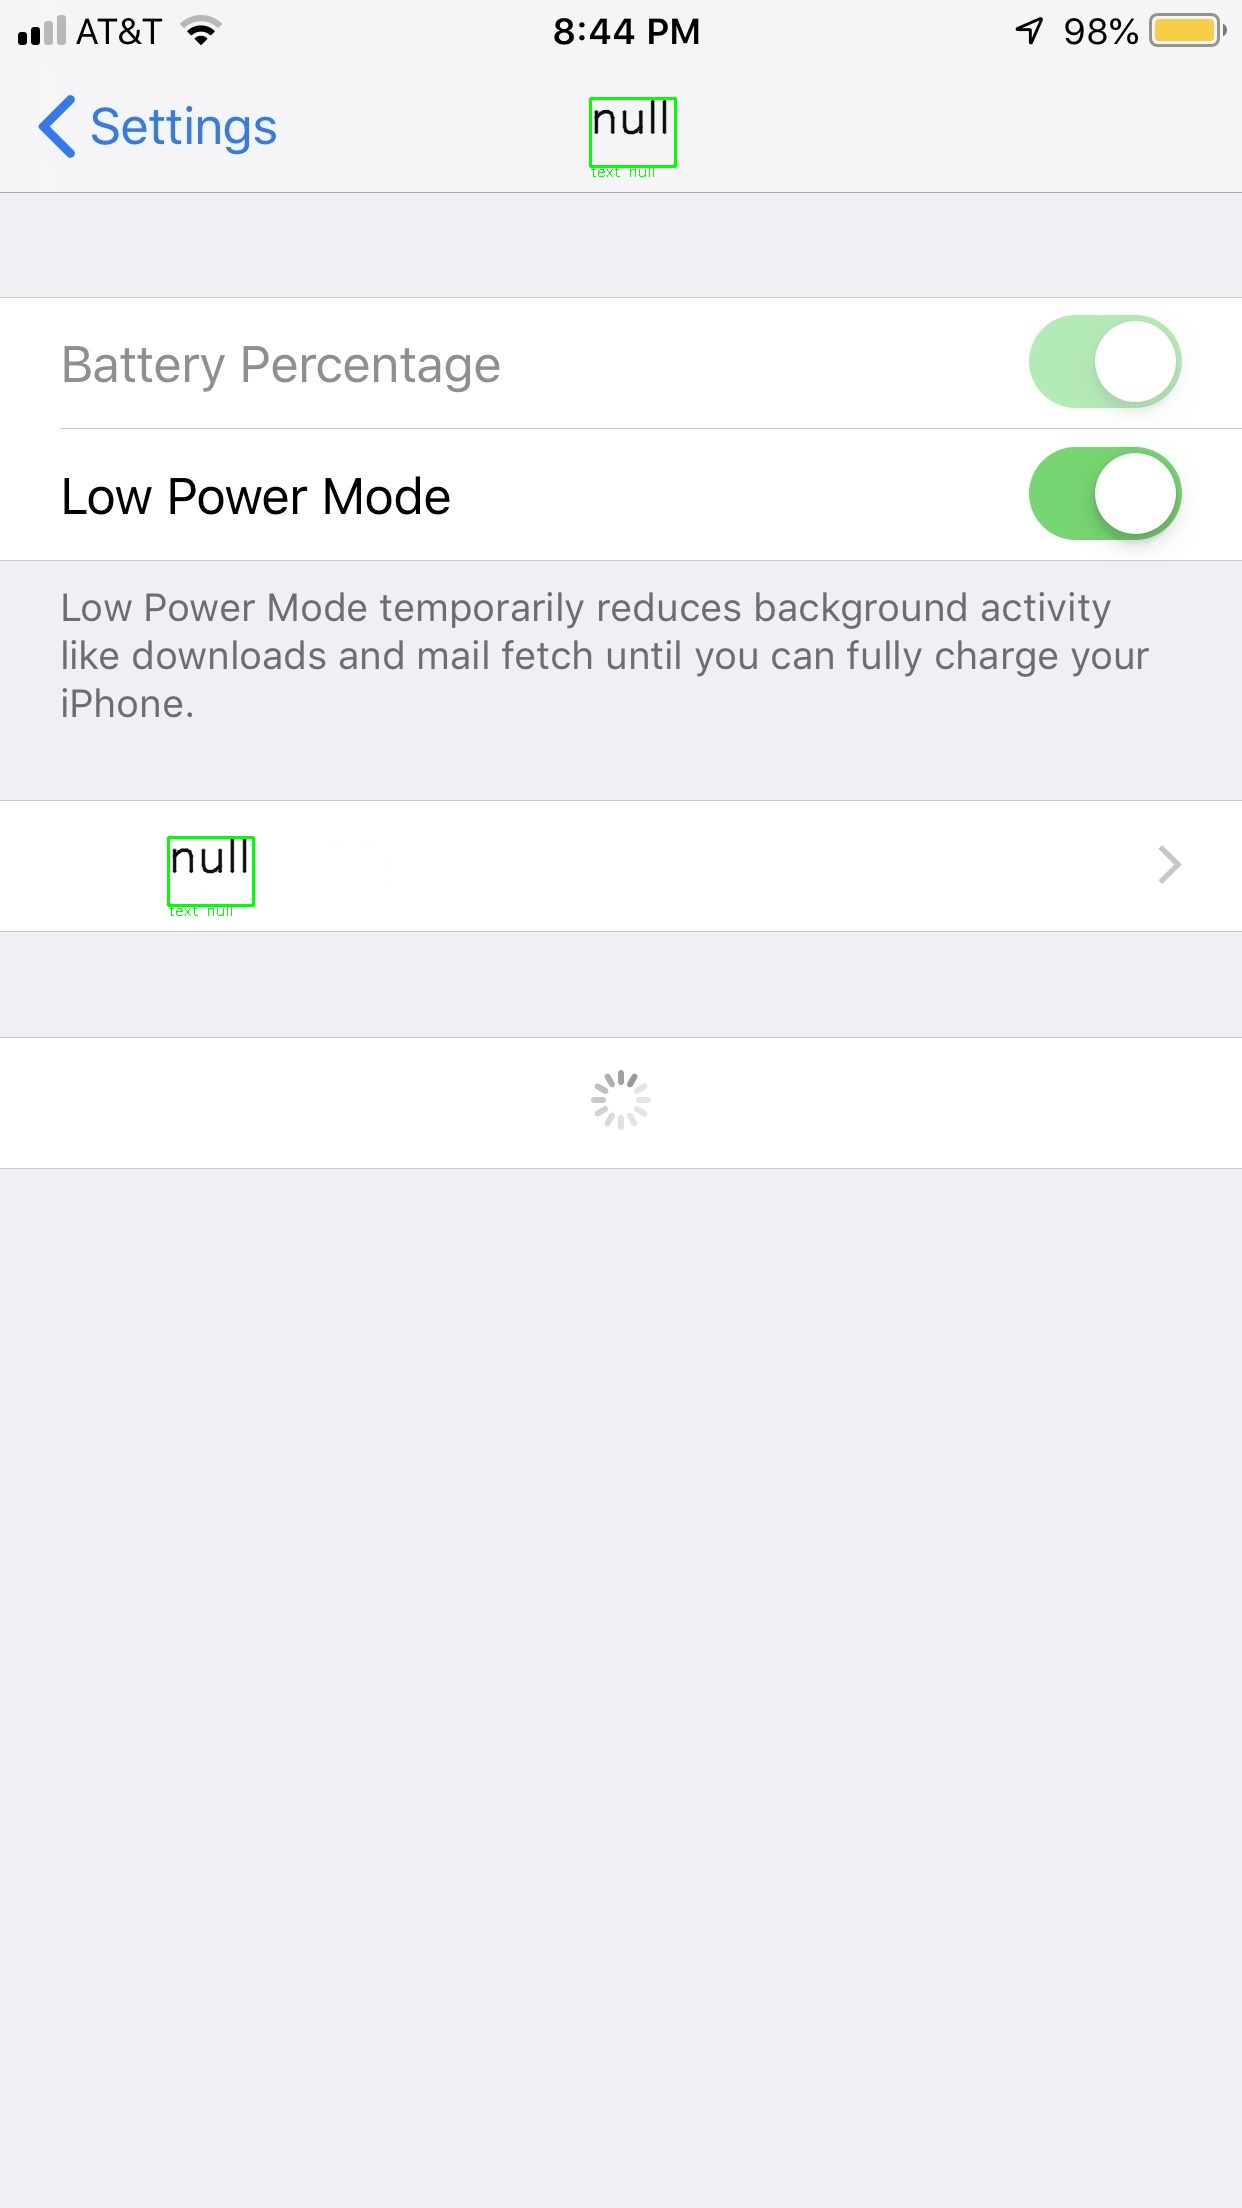 AT&T 8:44 PM 98%
Settings null
text null
Battery Percentage
Low Power Mode
Low Power Mode temporarily reduces background activity
like downloads and mail fetch until you can fully charge your
iPhone.
null
text null